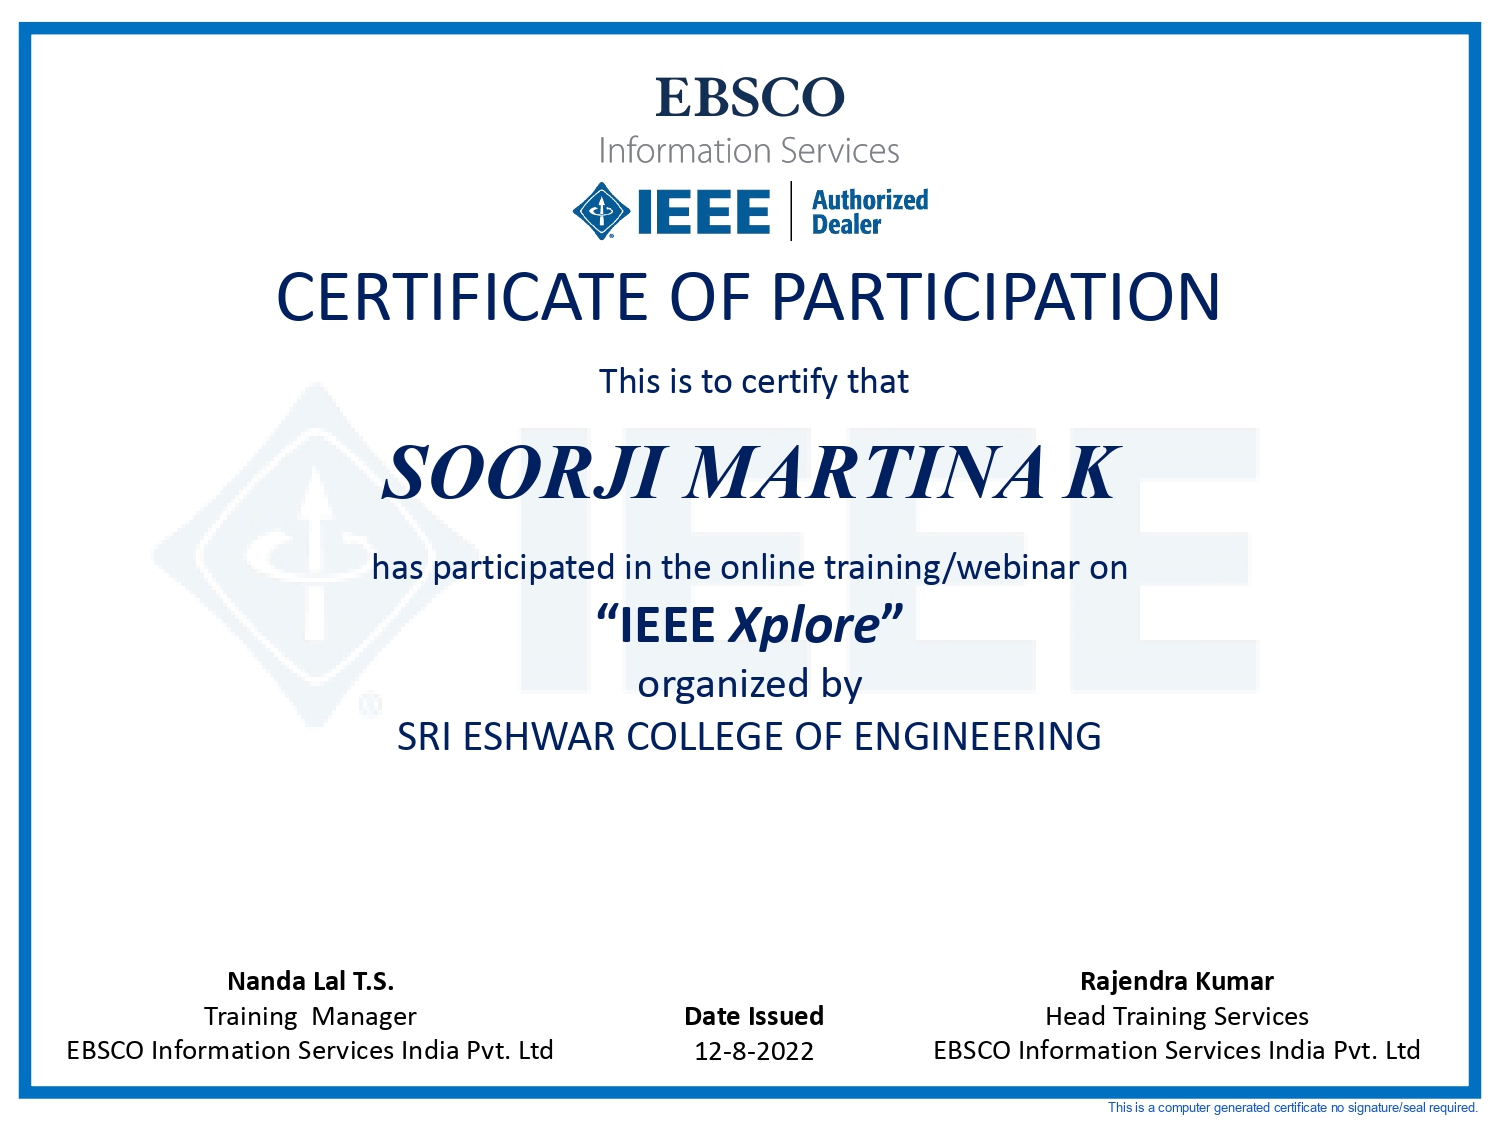 EBSCO
Information Services
IEEE | Authorized
Dealer
CERTIFICATE OF PARTICIPATION
This is to certify that
SOORJI MARTINA K
has participated in the online training/webinar on
“IEEE Xplore”
organized by
SRI ESHWAR COLLEGE OF ENGINEERING
IEEE
Nanda Lal T.S.
Training Manager
EBSCO Information Services India Pvt. Ltd
Date Issued
12-8-2022
Rajendra Kumar
Head Training Services
EBSCO Information Services India Pvt. Ltd
This is a computer generated certificate no signature/seal required.